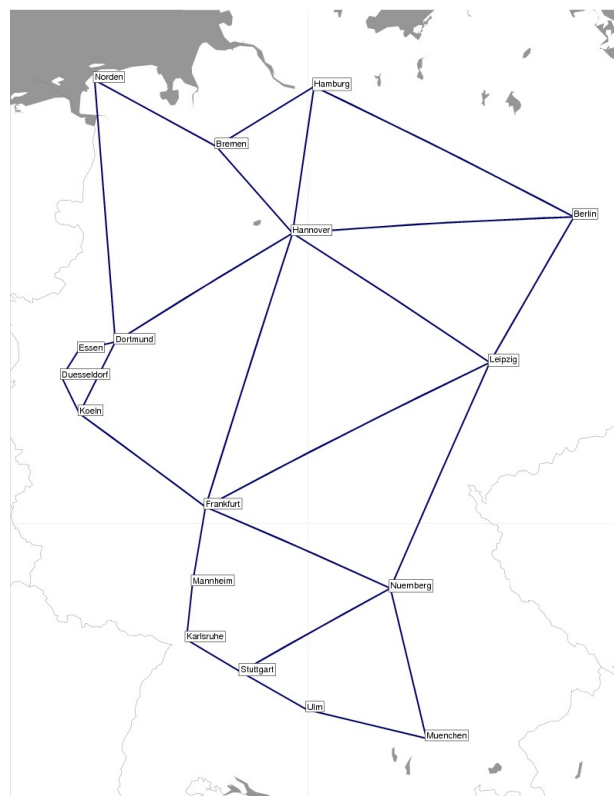 Norden
Hamburg
Bremen
Berlin
Hannover
Dortmund
Essen
Leipzig
Duesseldorf
Koeln
Frankfurt
Mannheim
Nuernberg
Karlsruhe
Stuttgart
Ulm
Muenchen